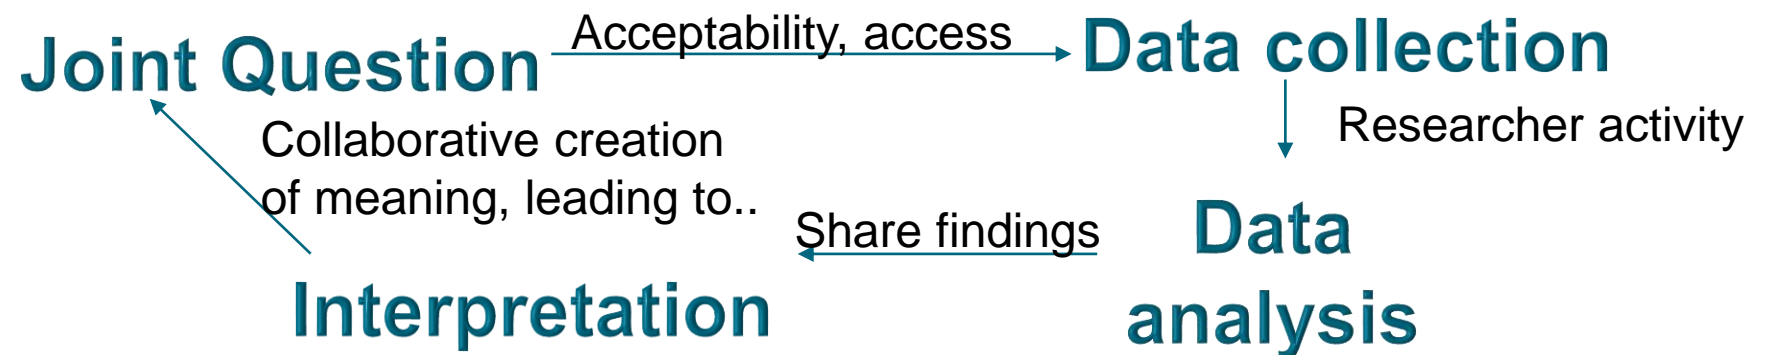 Joint Question
Acceptability, access
Data collection
Researcher activity
Collaborative creation
of meaning, leading to..
Share findings
Data
analysis
Interpretation